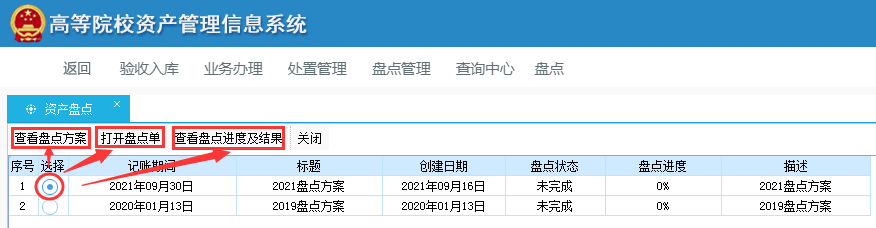 高等院校资产管理信息系统
返回 验收入库 业务办理 处置管理 盘点管理 查询中心 盘点
资产盘点 ×
查看盘点方案 打开盘点单 查看盘点进度及结果 关闭
序号 选择 记账期间 标题 创建日期 盘点状态 盘点进度 描述
1 2021年09月30日 2021盘点方案 2021年09月16日 未完成 0% 2021盘点方案
2 2020年01月13日 2019盘点方案 2020年01月13日 未完成 0% 2019盘点方案